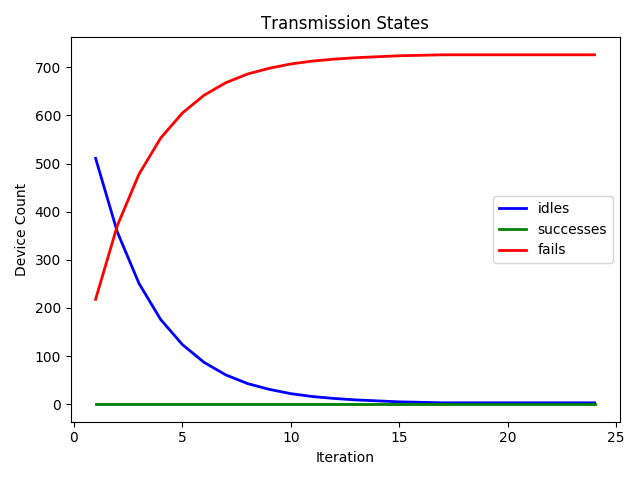 Transmission States
Device Count
700
600
500
400
300
200
100
0
idles
successes
fails
0 5 10 15 20 25
Iteration